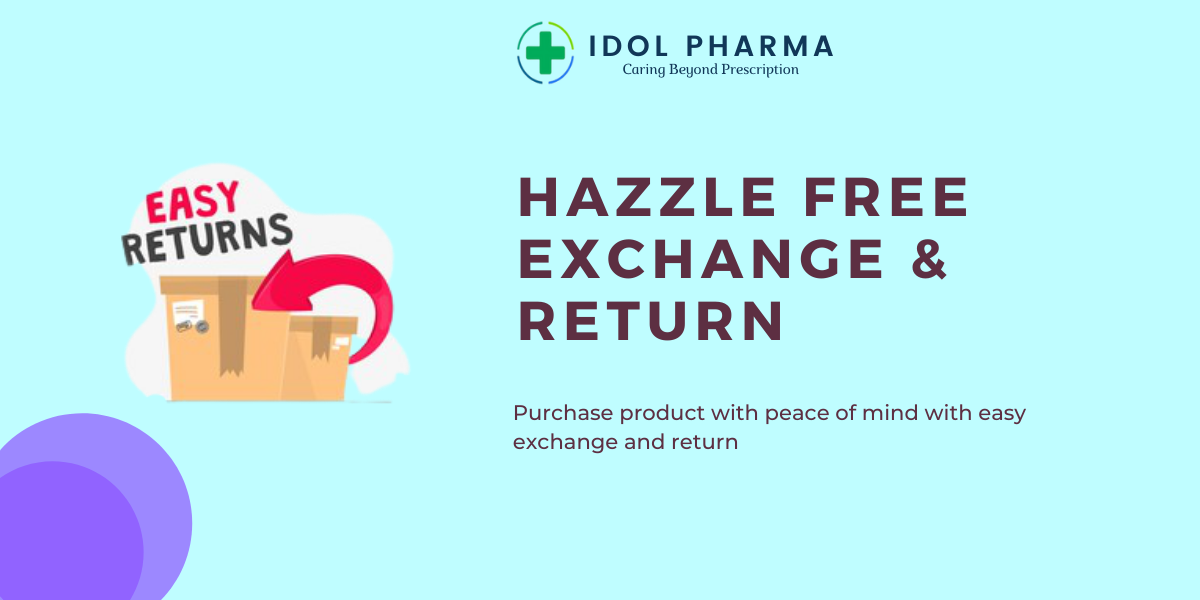 IDOL PHARMA
Caring Beyond Prescription
EASY
RETURNS
HAZZLE FREE
EXCHANGE &
RETURN
Purchase product with peace of mind with easy
exchange and return